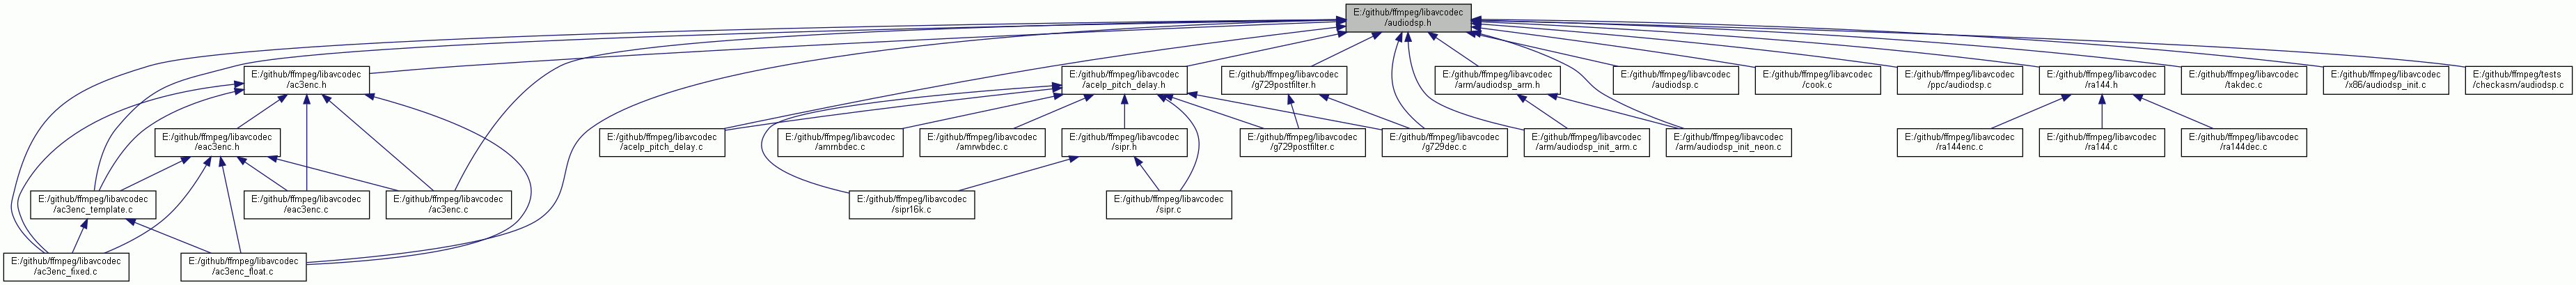 E:/github/ffmpeg/libavcodec
/audiodsp.h
E:/github/ffmpeg/libavcodec
/ac3enc.h
E:/github/ffmpeg/libavcodec
/acelp_pitch_delay.h
E:/github/ffmpeg/libavcodec
/g729postfilter.h
E:/github/ffmpeg/libavcodec
/arm/audiodsp_arm.h
E:/github/ffmpeg/libavcodec
/audiodsp.c
E:/github/ffmpeg/libavcodec
/cook.c
E:/github/ffmpeg/libavcodec
/ppc/audiodsp.c
E:/github/ffmpeg/libavcodec
/ra144.h
E:/github/ffmpeg/libavcodec
/takdec.c
E:/github/ffmpeg/libavcodec
/x86/audiodsp_init.c
E:/github/ffmpeg/tests
/checkasm/audiodsp.c
E:/github/ffmpeg/libavcodec
/eac3enc.h
E:/github/ffmpeg/libavcodec
/acelp_pitch_delay.c
E:/github/ffmpeg/libavcodec
/amrnbdec.c
E:/github/ffmpeg/libavcodec
/amrwbdec.c
E:/github/ffmpeg/libavcodec
/sipr.h
E:/github/ffmpeg/libavcodec
/g729postfilter.c
E:/github/ffmpeg/libavcodec
/g729dec.c
E:/github/ffmpeg/libavcodec
/arm/audiodsp_init_arm.c
E:/github/ffmpeg/libavcodec
/arm/audiodsp_init_neon.c
E:/github/ffmpeg/libavcodec
/ra144enc.c
E:/github/ffmpeg/libavcodec
/ra144.c
E:/github/ffmpeg/libavcodec
/ra144dec.c
E:/github/ffmpeg/libavcodec
/ac3enc_template.c
E:/github/ffmpeg/libavcodec
/eac3enc.c
E:/github/ffmpeg/libavcodec
/ac3enc.c
E:/github/ffmpeg/libavcodec
/sipr16k.c
E:/github/ffmpeg/libavcodec
/sipr.c
E:/github/ffmpeg/libavcodec
/ac3enc_fixed.c
E:/github/ffmpeg/libavcodec
/ac3enc_float.c